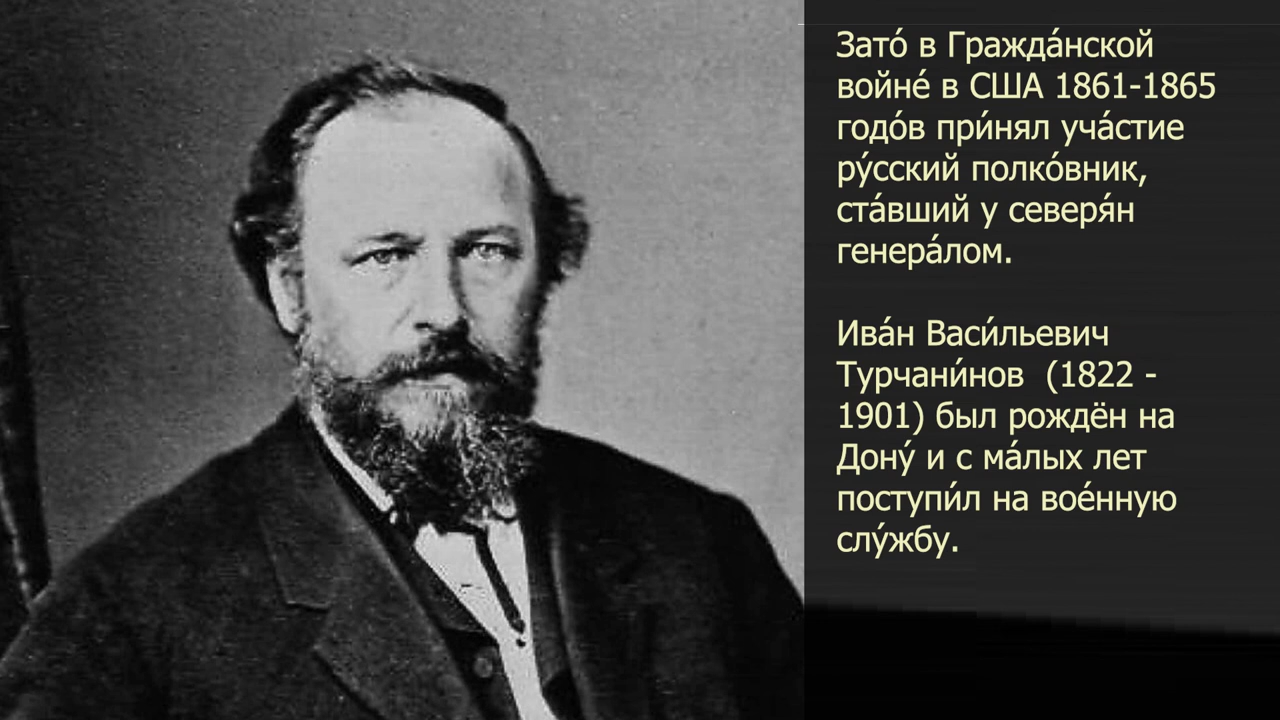 Зато́ в Гражда́нской
войне́ в США 1861-1865
годо́в при́нял уча́стие
ру́сский полко́вник,
ста́вший у северя́н
генера́лом.
Ива́н Васи́льевич
Турчани́нов (1822 -
1901) был рождён на
Дону́ и с ма́лых лет
поступи́л на вое́нную
слу́жбу.